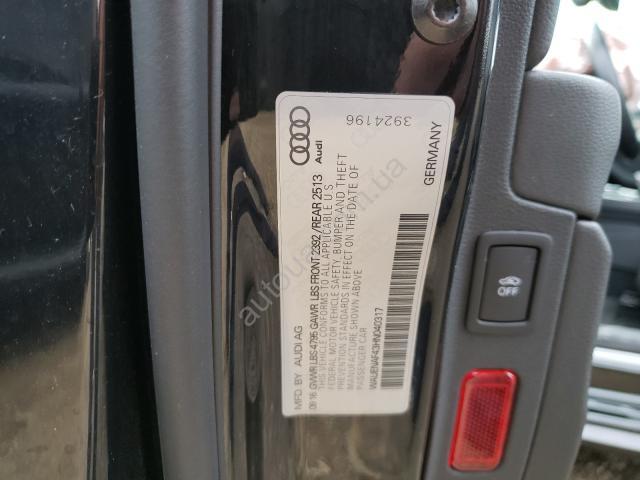 MFD. BY AUDI AG
09/16 GVWR LBS 4795 GAWR LBS FRONT 2392 / REAR 2513
THIS CAR CONFORMS TO ALL APPLICABLE U S
FEDERAL MOTOR VEHICLE SAFETY, BUMPER AND THEFT
PREVENTION STANDARDS IN EFFECT ON THE DATE OF
MANUFACTURE SHOWN ABOVE.
PASSENGER CAR
WAUENAF43HN040317
Audi
3924196
GERMANY
OFF